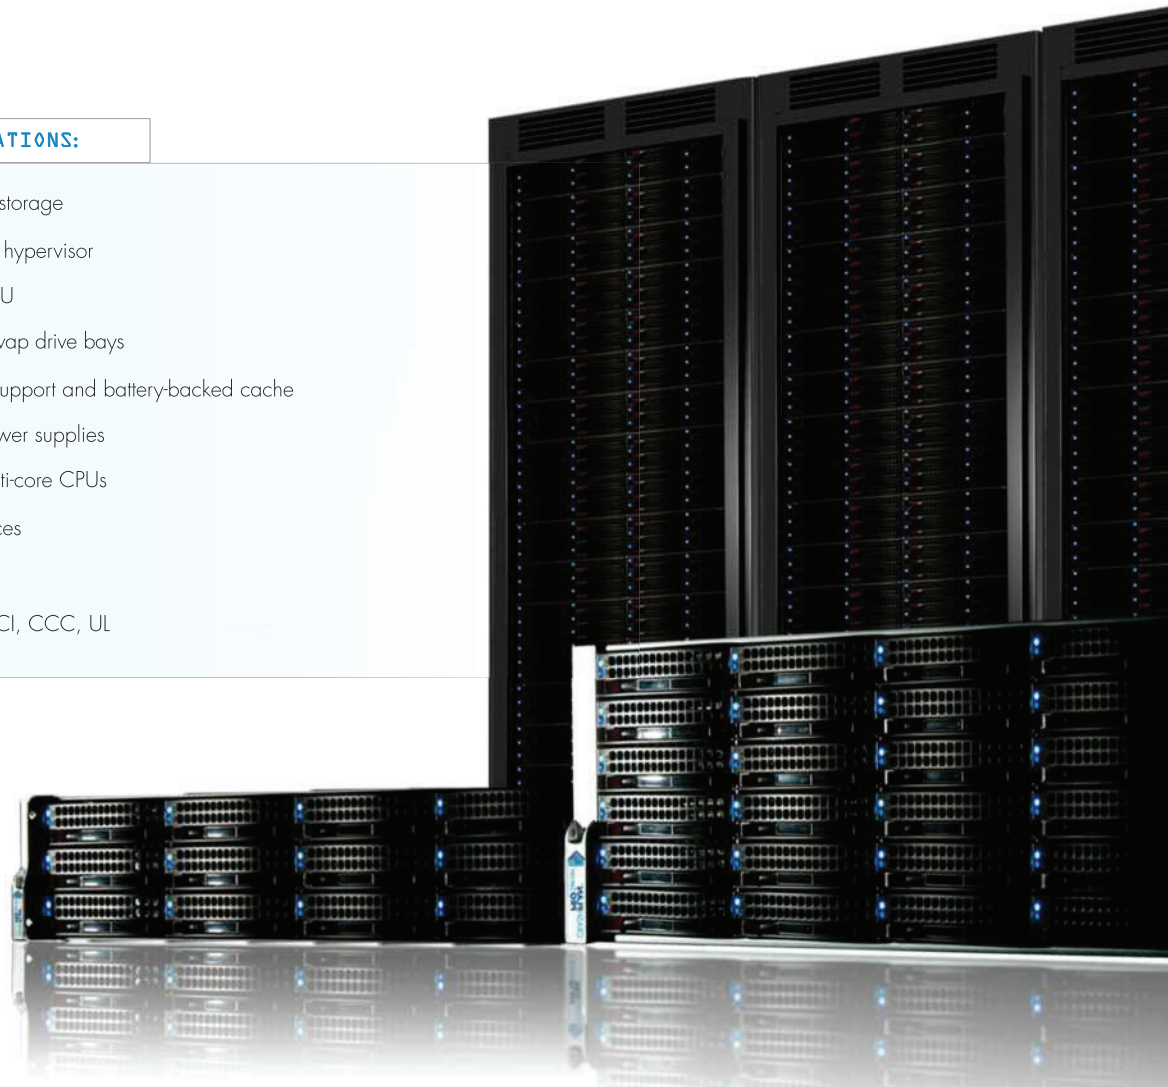 ATIONS:
storage
hypervisor
U
vap drive bays
upport and battery-backed cache
wer supplies
ti-core CPUs
ces
CI, CCC, UL